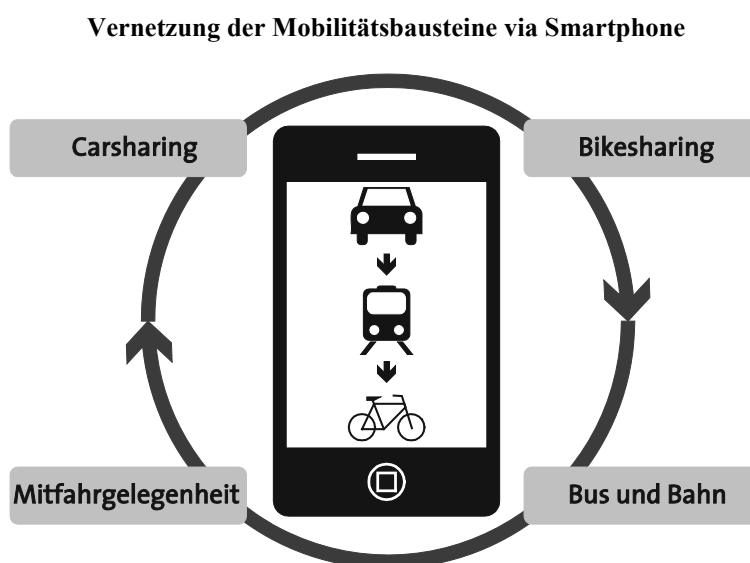 Vernetzung der Mobilitätsbausteine via Smartphone
Carsharing
Bikesharing
Mitfahrgelegenheit
Bus und Bahn